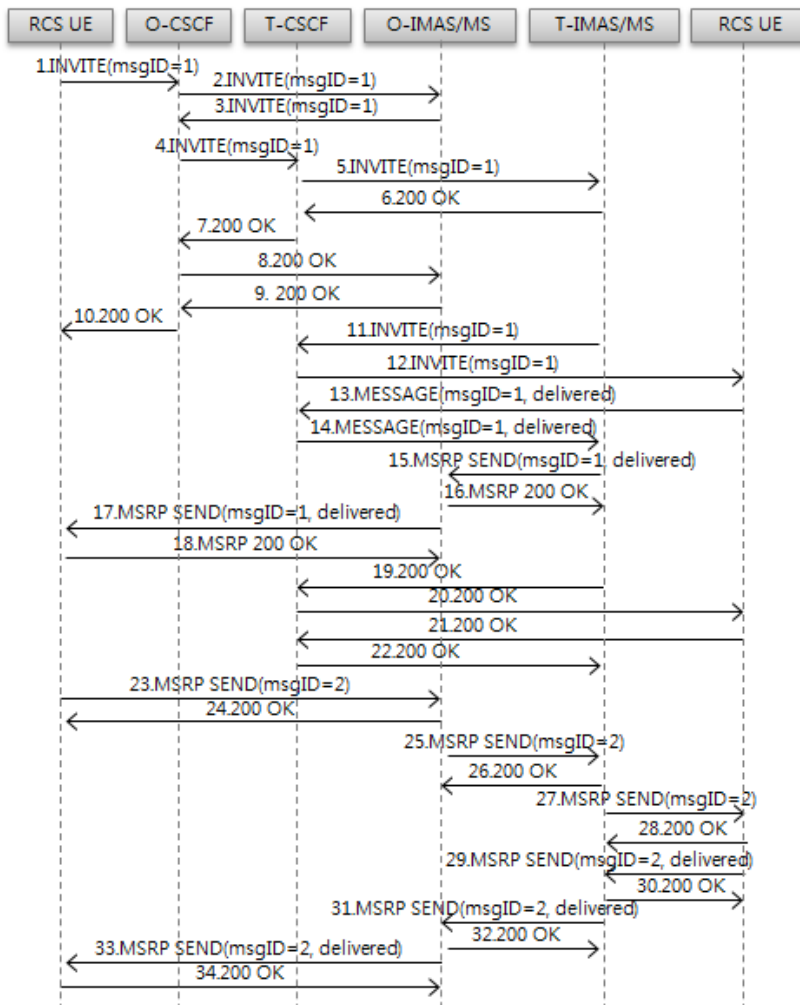 RCS UE
O-CSCF
T-CSCF
O-IMAS/MS
T-IMAS/MS
RCS UE
1.INVITE(msgID=1)
2.INVITE(msgID=1)
3.INVITE(msgID=1)
4.INVITE(msgID=1)
5.INVITE(msgID=1)
6.200 OK
7.200 OK
8.200 OK
9. 200 OK
10.200 OK
11.INVITE(msgID=1)
12.INVITE(msgID=1)
13.MESSAGE(msgID=1, delivered)
14.MESSAGE(msgID=1, delivered)
15.MSRP SEND(msgID=1, delivered)
16.MSRP 200 OK
17.MSRP SEND(msgID=1, delivered)
18.MSRP 200 OK
19.200 OK
20.200 OK
21.200 OK
22.200 OK
23.MSRP SEND(msgID=2)
24.200 OK
25.MSRP SEND(msgID=2)
26.200 OK
27.MSRP SEND(msgID=2)
28.200 OK
29.MSRP SEND(msgID=2, delivered)
30.200 OK
31.MSRP SEND(msgID=2, delivered)
32.200 OK
33.MSRP SEND(msgID=2, delivered)
34.200 OK